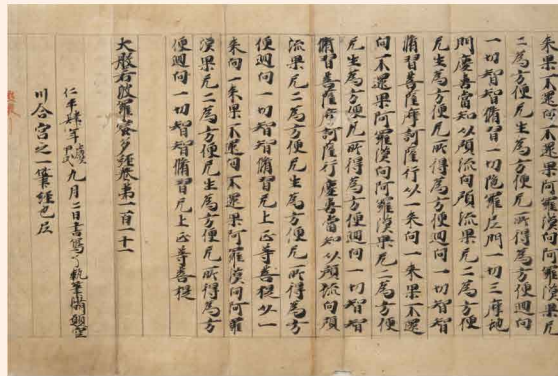 來果不還向不還果阿羅漢向阿羅漢果无
二為方便无生為方便无所得為方便迴向
一切智智脩習一切陁羅尼門一切三摩地
門慶喜當知以預流向預流果无二為方便
无生為方便无所得為方便迴向一切智智
脩習菩薩摩訶薩行以一來向一來果不還
向不還果阿羅漢向阿羅漢果无二為方便
无生為方便无所得為方便迴向一切智智
脩習菩薩摩訶薩行慶喜當知以預流向預
流果无二為方便无生為方便无所得為方
便迴向一切智智脩習无上正等菩提以一
來向一來果不還向不還果阿羅漢向阿羅
漢果无二為方便无生為方便无所得為方
便迴向一切智智脩習无上正等菩提
大般若波羅蜜多經卷第一百一十一
仁平肆年九月二日書寫了執筆僧
川合宮之一筆經也